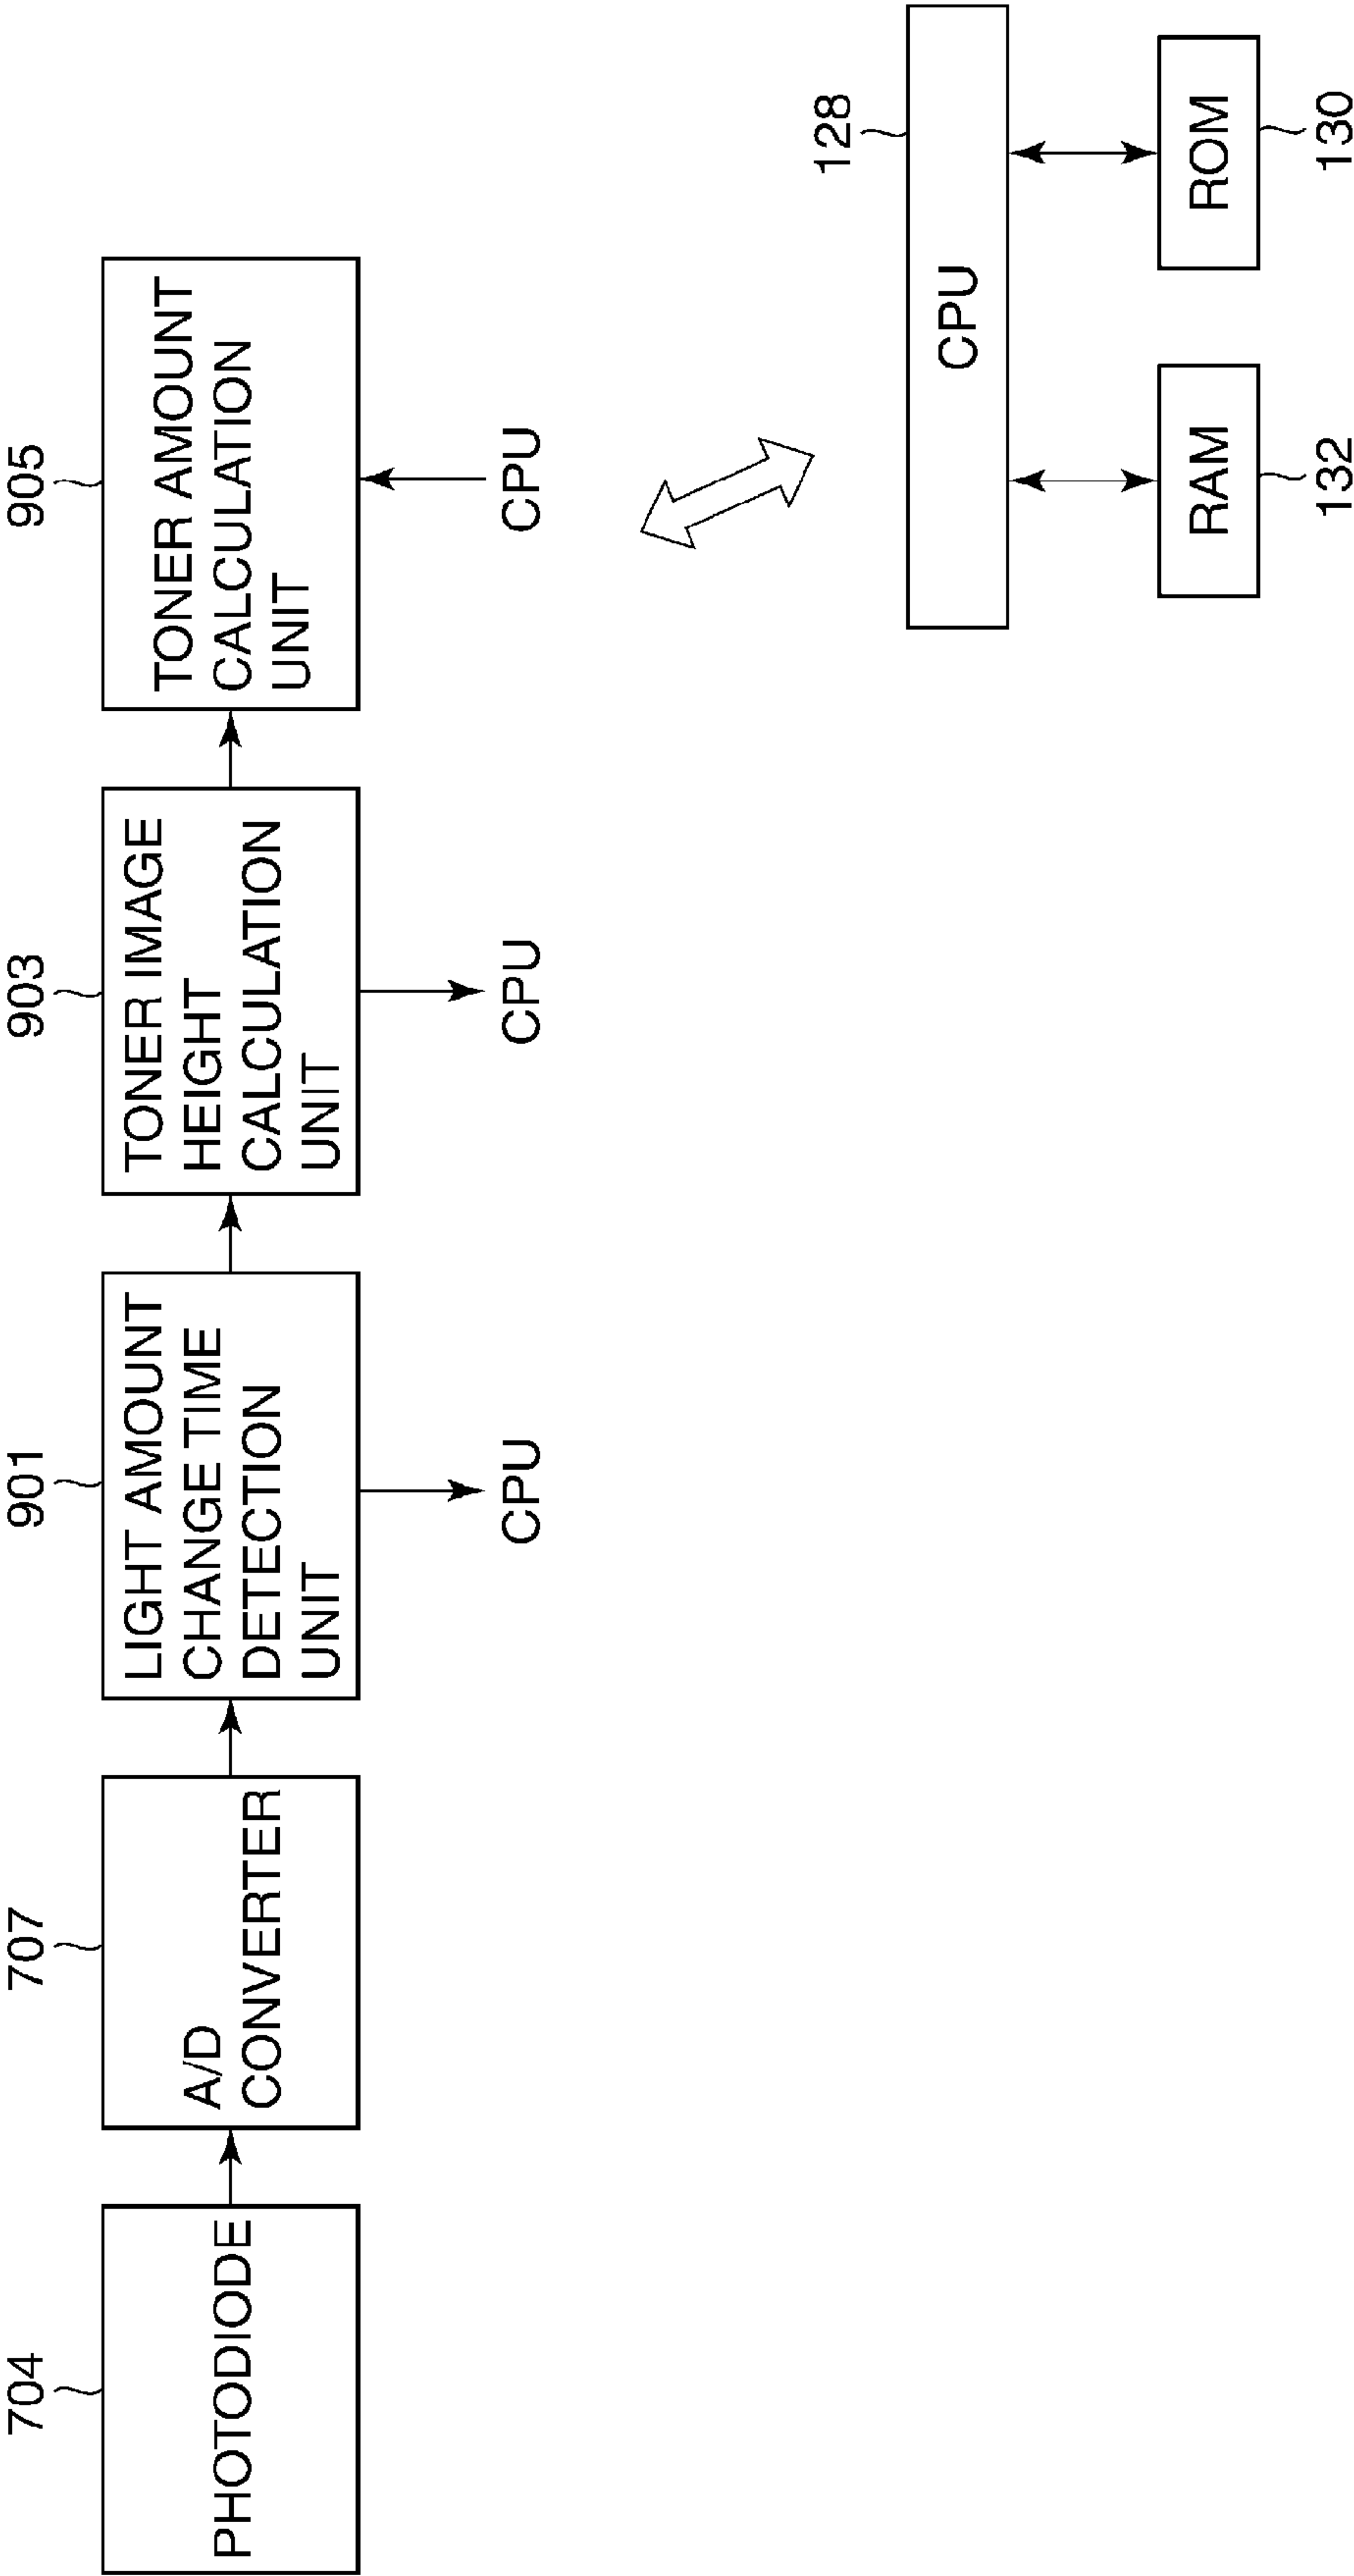 704
PHOTODIODE
707
A/D
CONVERTER
901
LIGHT AMOUNT
CHANGE TIME
DETECTION
UNIT
CPU
903
TONER IMAGE
HEIGHT
CALCULATION
UNIT
CPU
905
TONER AMOUNT
CALCULATION
UNIT
CPU
128
CPU
RAM
132
ROM
130